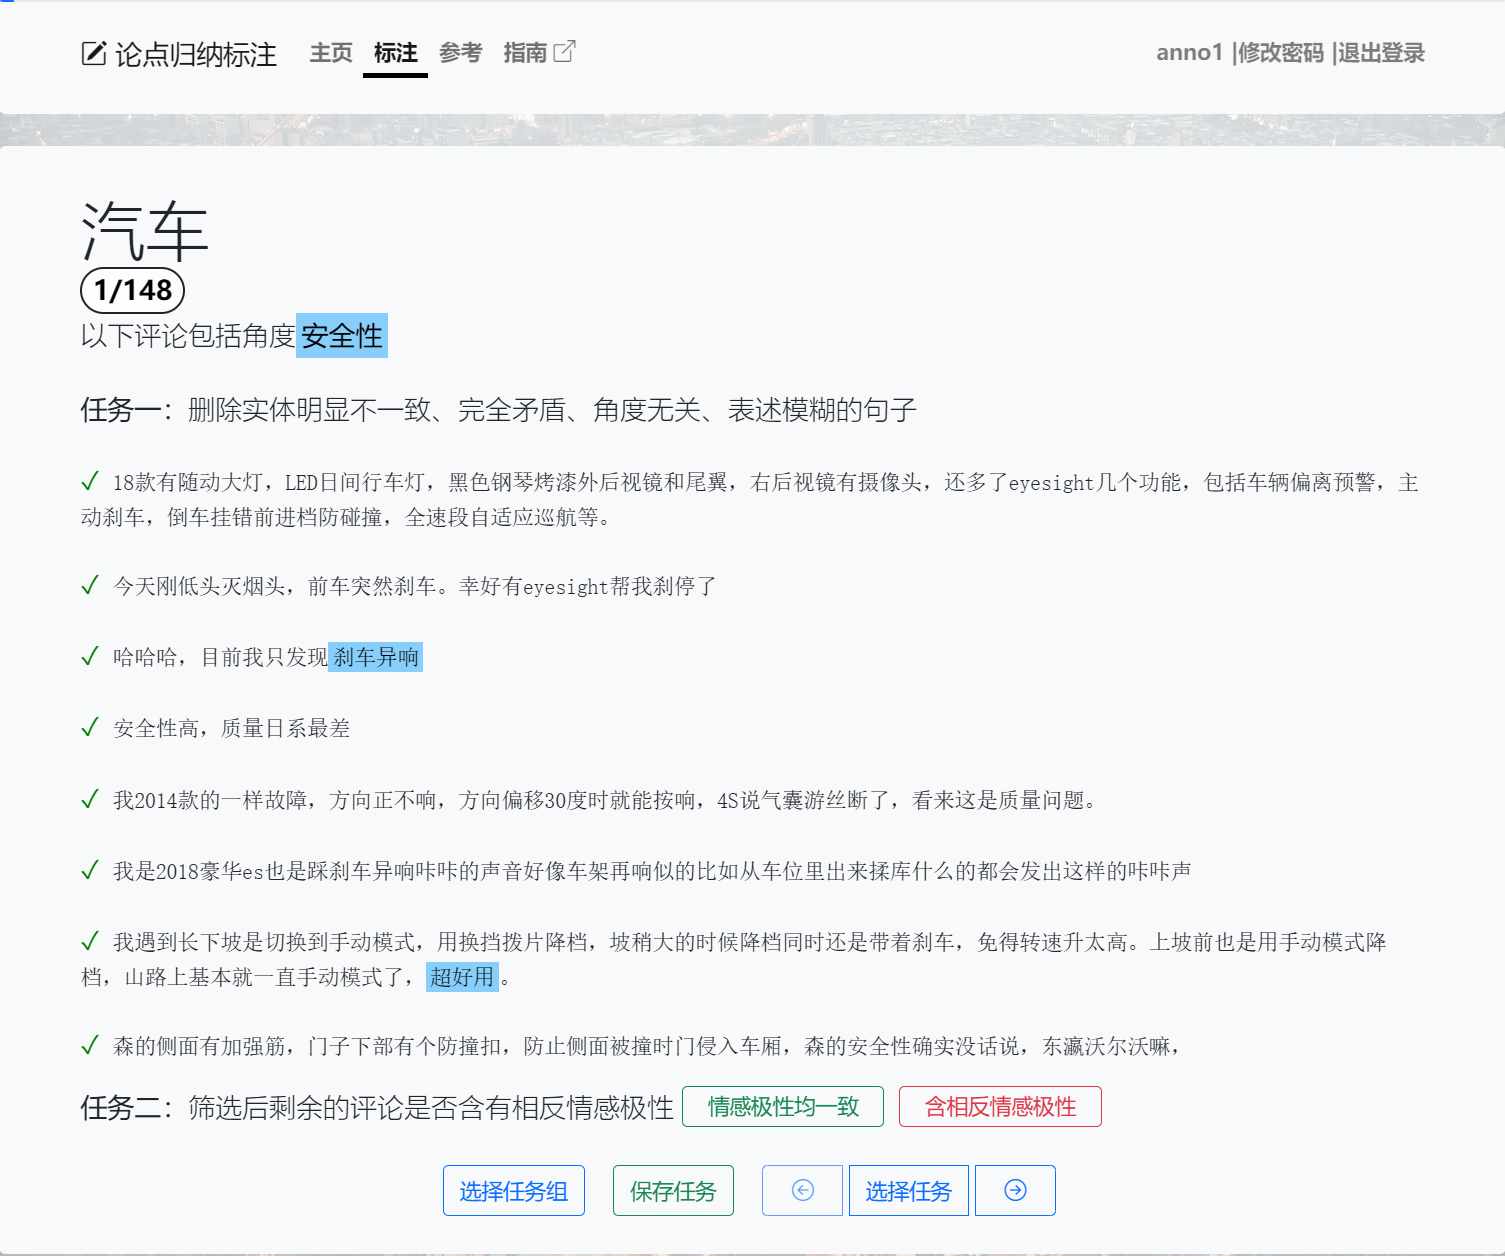 论点归纳标注 主页 标注 参考 指南 anno1 |修改密码 |退出登录
汽车
1/148
以下评论包括角度 安全性
任务一：删除实体明显不一致、完全矛盾、角度无关、表述模糊的句子
✓ 18款有随动大灯，LED日间行车灯，黑色钢琴烤漆外后视镜和尾翼，右后视镜有摄像头，还多了eyesight几个功能，包括车辆偏离预警，主
动刹车，倒车挂错前进档防碰撞，全速段自适应巡航等。
✓ 今天刚低头灭烟头，前车突然刹车。幸好有eyesight帮我刹停了
✓ 哈哈哈，目前我只发现 刹车异响
✓ 安全性高，质量日系最差
✓ 我2014款的一样故障，方向正不响，方向偏移30度时就能按响，4S说气囊游丝断了，看来这是质量问题。
✓ 我是2018豪华es也是踩刹车异响咔咔的声音好像车架再响似的比如从车位里出来揉库什么的都会发出这样的咔咔声
✓ 我遇到长下坡是切换到手动模式，用换挡拨片降档，坡稍大的时候降档同时还是带着刹车，免得转速升太高。上坡前也是用手动模式降
档，山路上基本就一直手动模式了， 超好用 。
✓ 森的侧面有加强筋，门子下部有个防撞扣，防止侧面被撞时门侵入车厢，森的安全性确实没话说，东瀛沃尔沃嘛，
任务二：筛选后剩余的评论是否含有相反情感极性 情感极性均一致 含相反情感极性
选择任务组 保存任务 选择任务